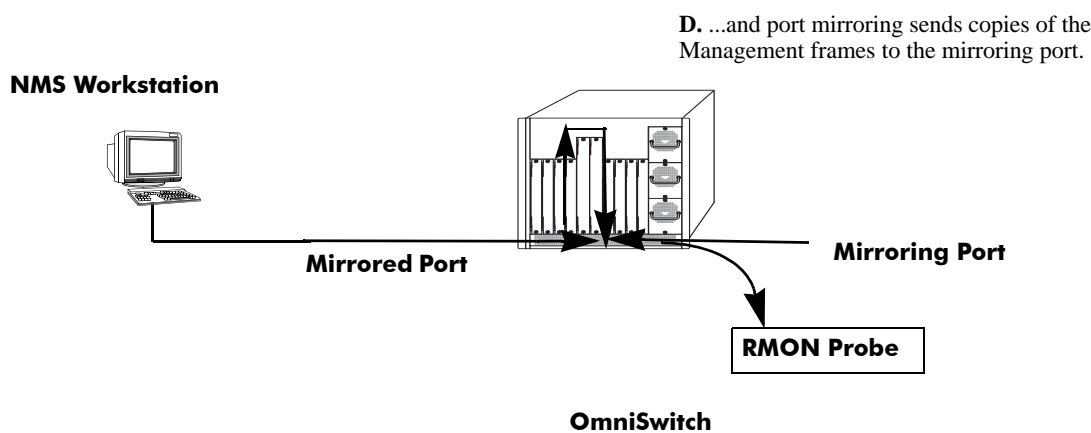 D. ...and port mirroring sends copies of the
Management frames to the mirroring port.
NMS Workstation
Mirrored Port
Mirroring Port
RMON Probe
OmniSwitch